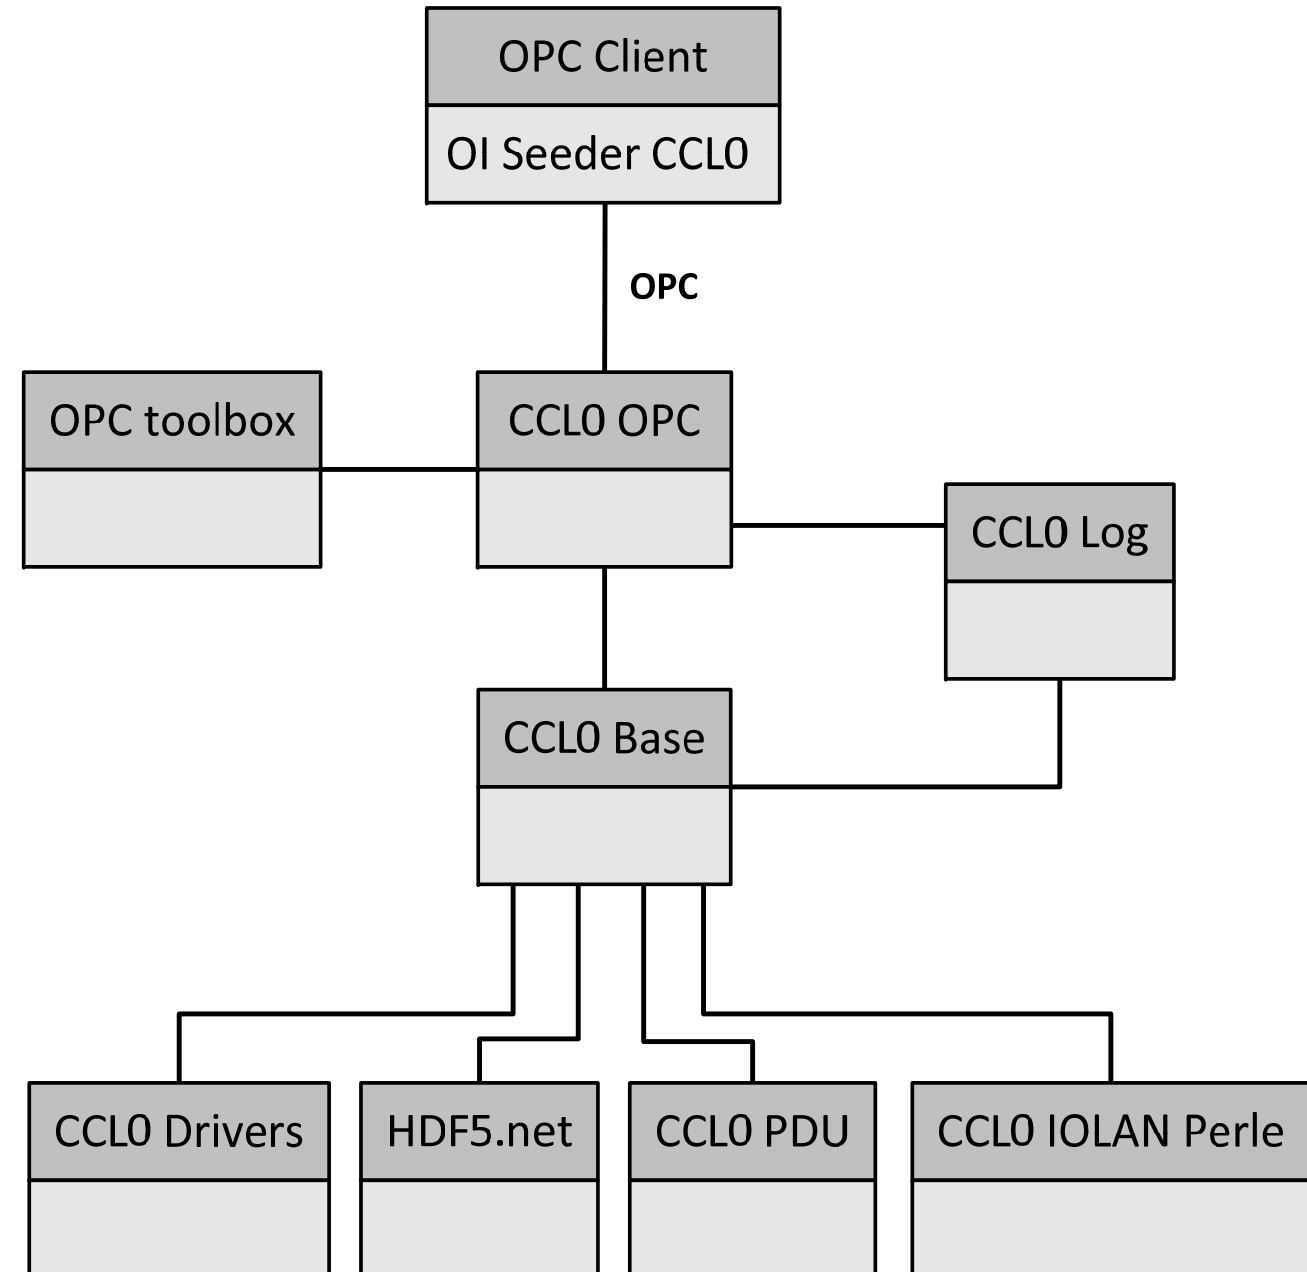 OPC Client
OI Seeder CCL0
OPC
OPC toolbox
CCL0 OPC
CCL0 Log
CCL0 Base
CCL0 Drivers
HDF5.net
CCL0 PDU
CCL0 IOLAN Perle